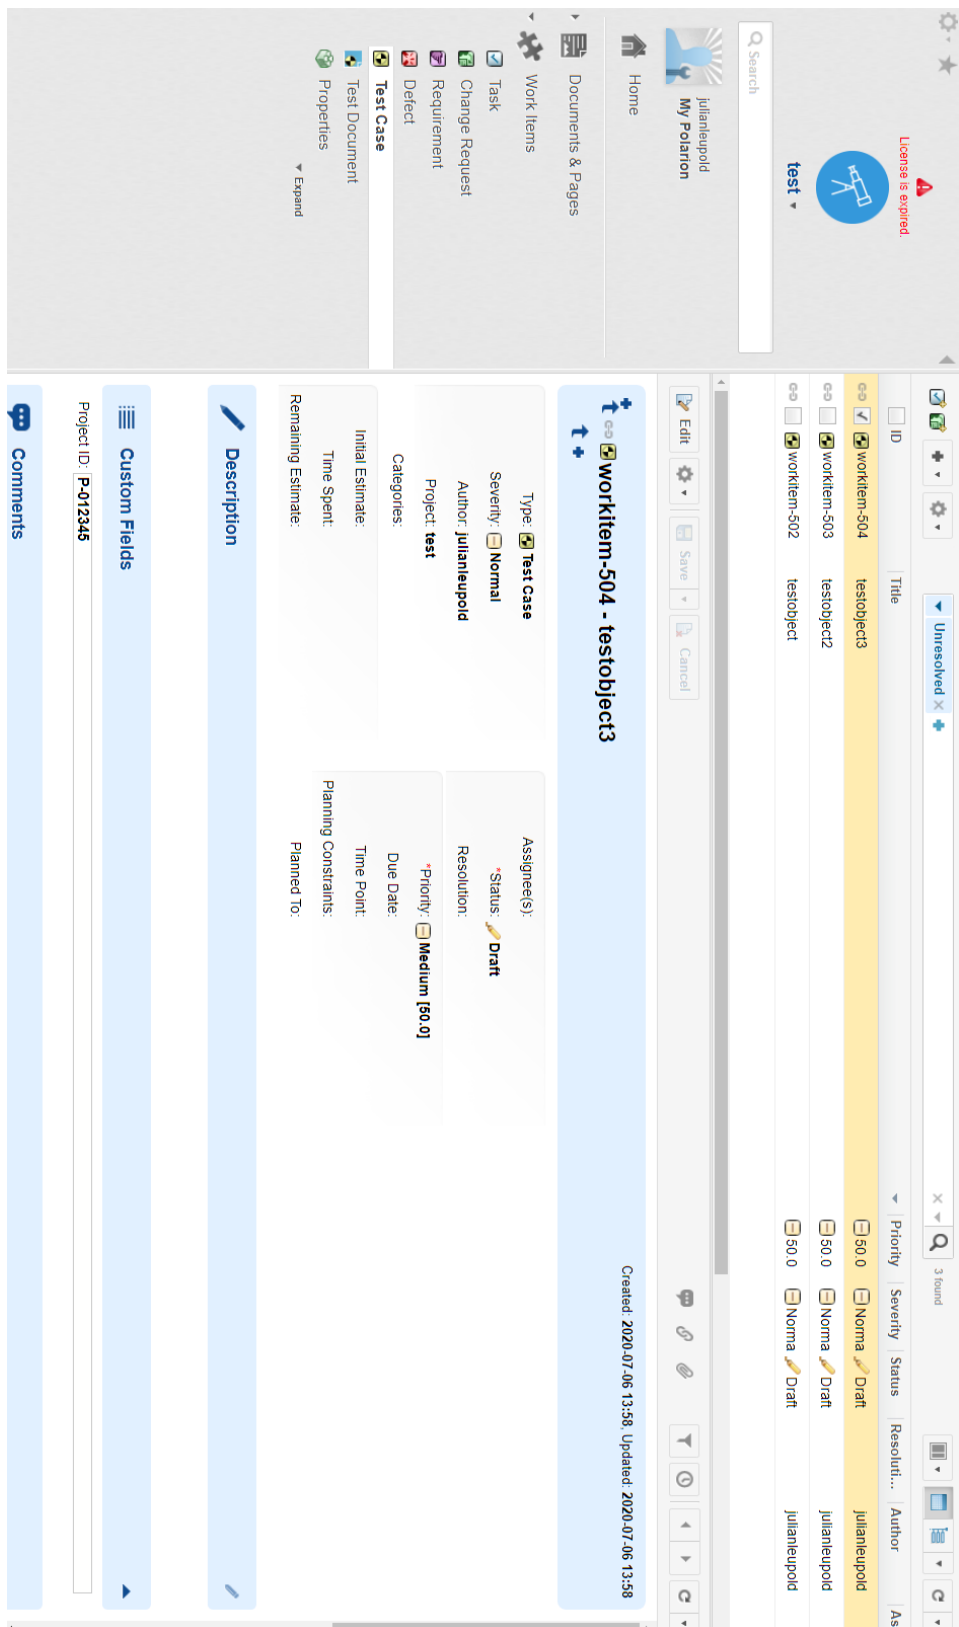 License is expired.
test
Search
julianleupold
My Polarion
Home
Documents & Pages
Work Items
Task
Change Request
Requirement
Defect
Test Case
Test Document
Properties
Expand
Unresolved
3 found
ID Title Priority Severity Status Resoluti... Author As
workitem-504 testobject3 50.0 Norma Draft julianleupold
workitem-503 testobject2 50.0 Norma Draft julianleupold
workitem-502 testobject 50.0 Norma Draft julianleupold
Edit Save Cancel
workitem-504 - testobject3
Created: 2020-07-06 13:58, Updated: 2020-07-06 13:58
Type: Test Case
Severity: Normal
Author: julianleupold
Project: test
Categories:
Initial Estimate:
Time Spent:
Remaining Estimate:
Assignee(s):
*Status: Draft
Resolution:
*Priority: Medium [50.0]
Due Date:
Time Point:
Planning Constraints:
Planned To:
Description
Custom Fields
Project ID: P-012345
Comments